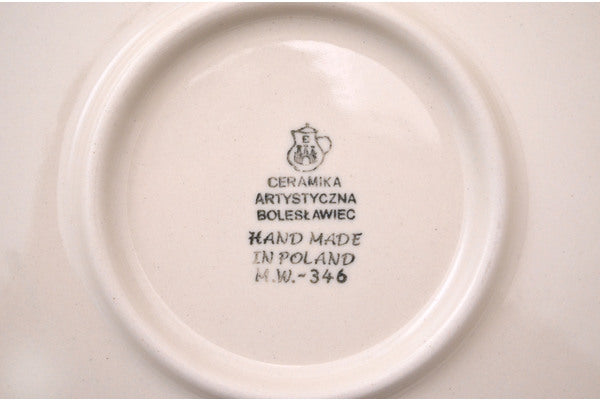 CERAMIKA
ARTYSTYCZNA
BOLESŁAWIEC
HAND MADE
IN POLAND
M.W.-346